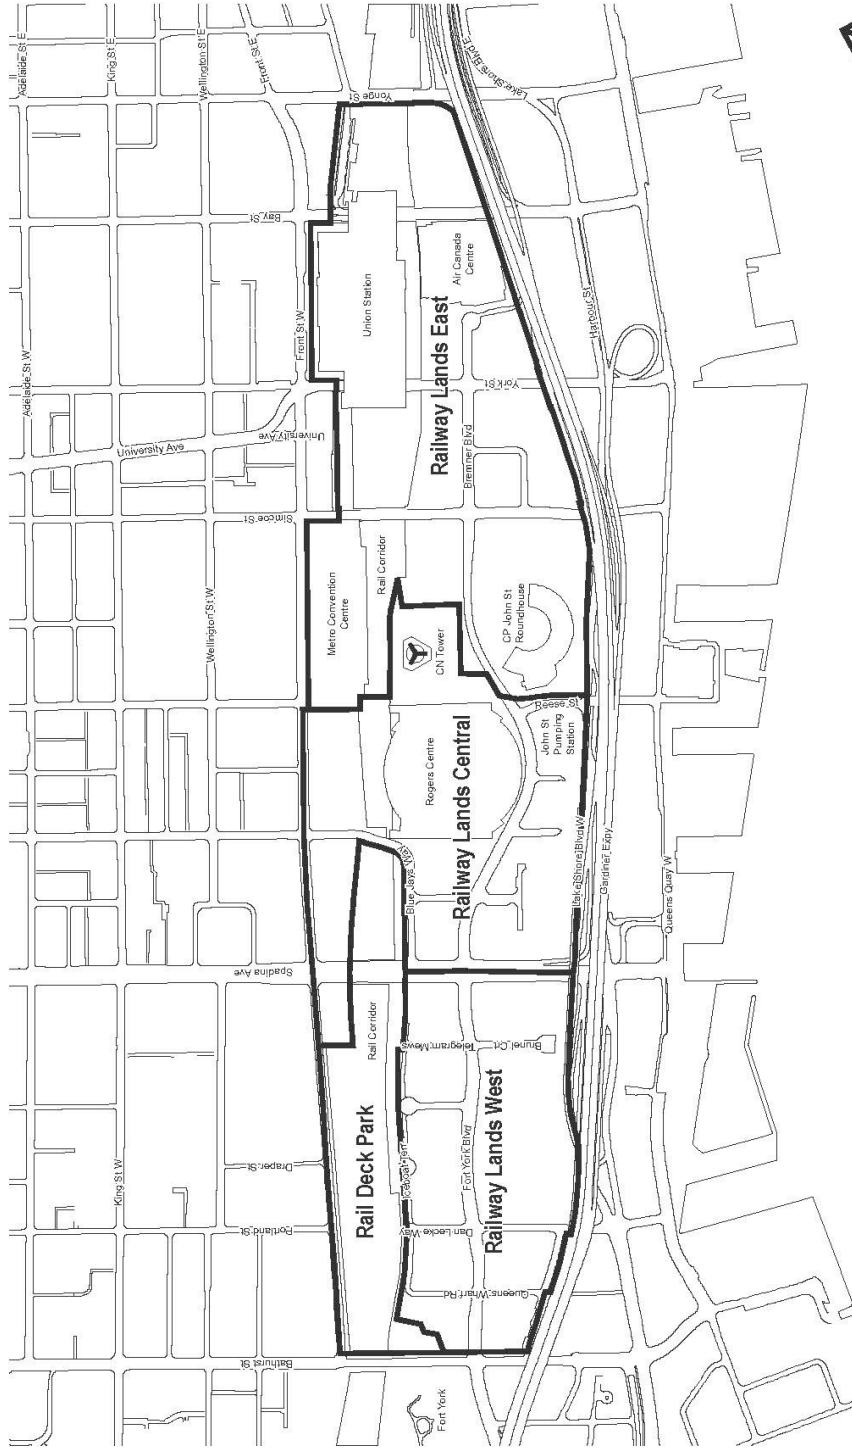 Adelaide St E
King St E
Wellington St E
Front St E
Lake Shore Blvd E
Yonge St
Bay St
Union Station
Air Canada
Centre
Railway Lands East
Harbour St
Front St W
Adelaide St W
York St
University Ave
University Ave
Bremner Blvd
Simcoe St
Wellington St W
Metro Convention
Centre
Rail Corridor
CN Tower
CP John St
Roundhouse
Reese St
John St
Pumping
Station
Rogers Centre
Railway Lands Central
Blue Jays Way
Lake Shore Blvd W
Gardiner Expy
Queens Quay W
Spadina Ave
Rail Corridor
Telegram Mews
Brunel Crt
Rail Deck Park
Railway Lands West
Iceboat Terr
Fort York Blvd
Draper St
King St W
Portland St
Dan Leckie Way
Queens Wharf Rd
Bathurst St
Fort York